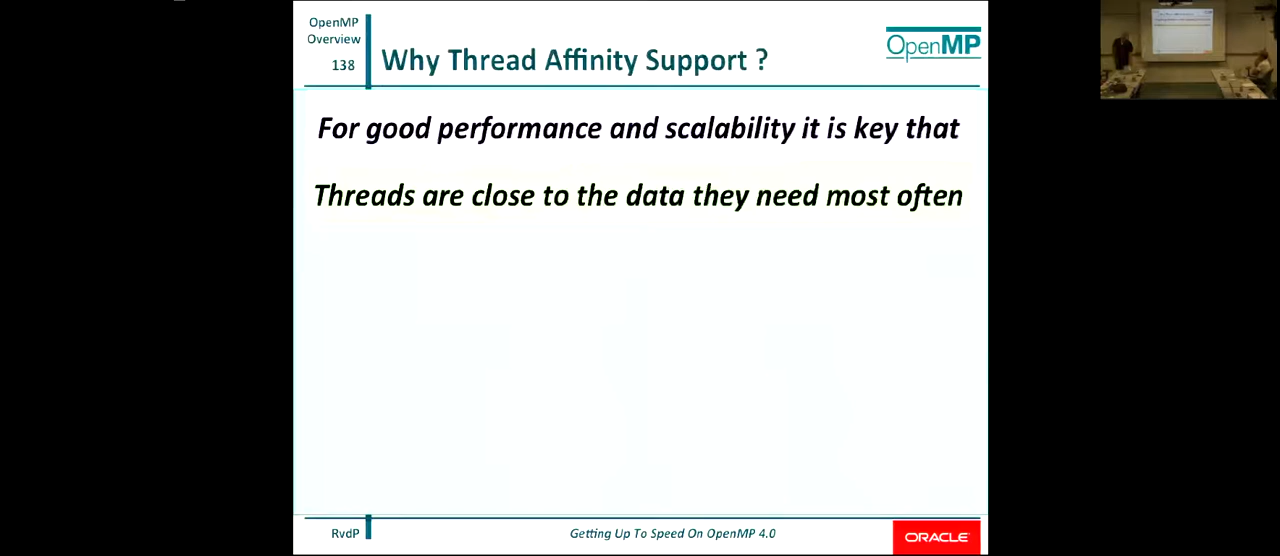 OpenMP
Overview
138
Why Thread Affinity Support ?
OpenMP
For good performance and scalability it is key that
Threads are close to the data they need most often
RvdP
Getting Up To Speed On OpenMP 4.0
ORACLE